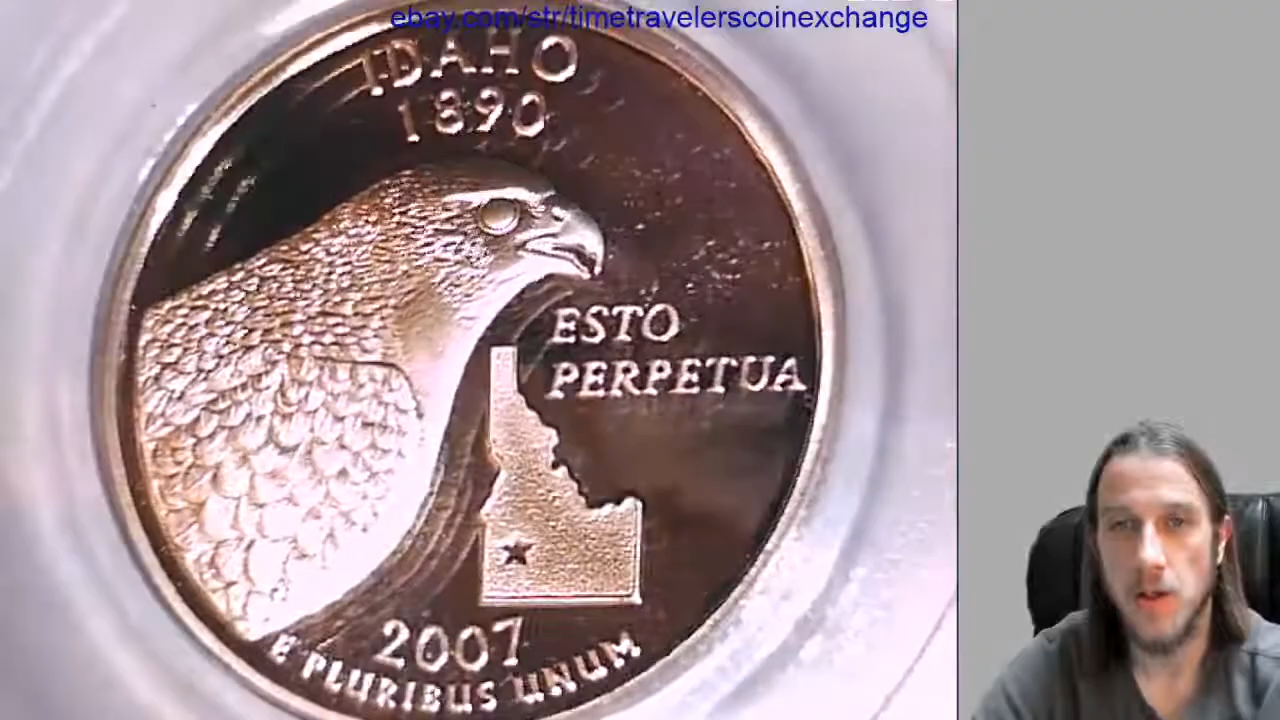 ebay.com/str/timetravelerscoinexchange
IDAHO
1890
ESTO
PERPETUA
2007
E PLURIBUS UNUM